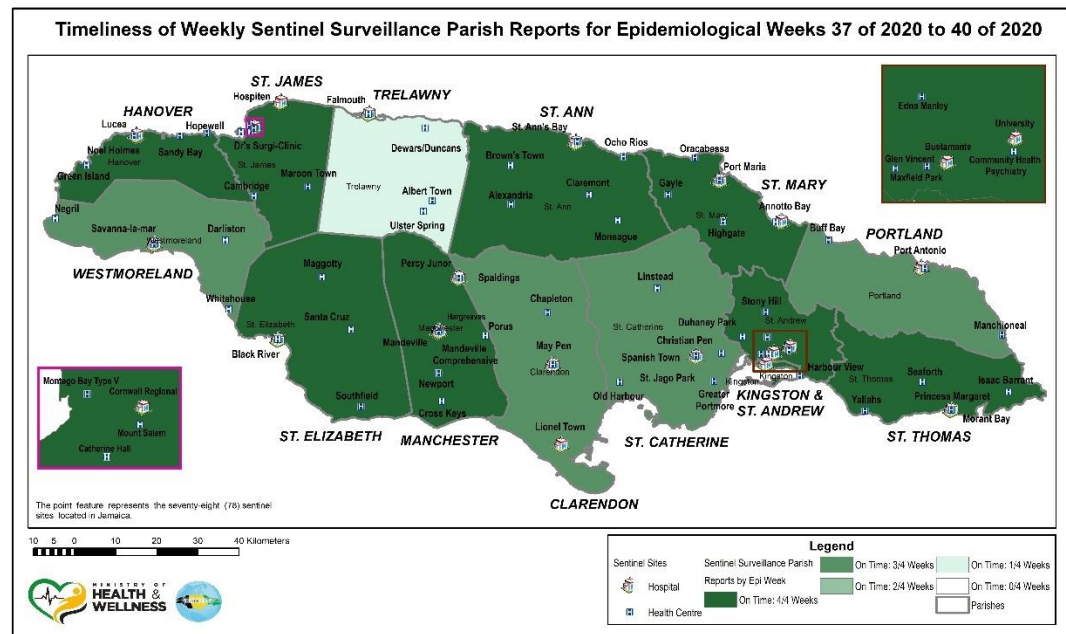 Timeliness of Weekly Sentinel Surveillance Parish Reports for Epidemiological Weeks 37 of 2020 to 40 of 2020
ST. JAMES
Hospiten
TRELAWNY
Falmouth
HANOVER
Lucea
Hopewell
ST. ANN
St. Ann's Bay
Ocho Rios
Noel Holmes
Hanover
Sandy Bay
Dr's Surgi-Clinic
St. James
Dewars/Duncans
Oracabessa
Port Maria
Green Island
Cambridge
Maroon Town
Trelawny
Albert Town
Ulster Spring
Brown's Town
Alexandria
Claremont
St. Ann
Moneague
Gayle
St. Mary
Highgate
ST. MARY
Annotto Bay
Buff Bay
PORTLAND
Port Antonio
Negril
Savanna-la-mar
Westmoreland
Darliston
WESTMORELAND
Whitehouse
Maggotty
Percy Junor
Spaldings
Linstead
Chapleton
Portland
Manchioneal
Stony Hill
St. Andrew
St. Elizabeth
Santa Cruz
Hargreaves
Manchester
Mandeville
Porus
Black River
Mandeville
Comprehensive
Newport
May Pen
Clarendon
St. Catherine
Duhaney Park
Christian Pen
Spanish Town
Old Harbour
St. Jago Park
Kingston
Greater
Portmore
Kingston
Harbour View
KINGSTON &
ST. ANDREW
St. Thomas
Seaforth
Isaac Barrant
Yallahs
Princess Margaret
Morant Bay
Southfield
Cross Keys
ST. ELIZABETH
MANCHESTER
Lionel Town
ST. CATHERINE
ST. THOMAS
CLARENDON
Edna Manley
University
Bustamante
Glen Vincent
Maxfield Park
Community Health
Psychiatry
Montego Bay Type V
Cornwall Regional
Mount Salem
Catherine Hall
The point feature represents the seventy-eight (78) sentinel
sites located in Jamaica.
10 5 0 10 20 30 40 Kilometers
MINISTRY OF
HEALTH &
WELLNESS
Legend
Sentinel Sites
Hospital
Health Centre
Sentinel Surveillance Parish
Reports by Epi Week
On Time: 4/4 Weeks
On Time: 3/4 Weeks
On Time: 2/4 Weeks
On Time: 1/4 Weeks
On Time: 0/4 Weeks
Parishes